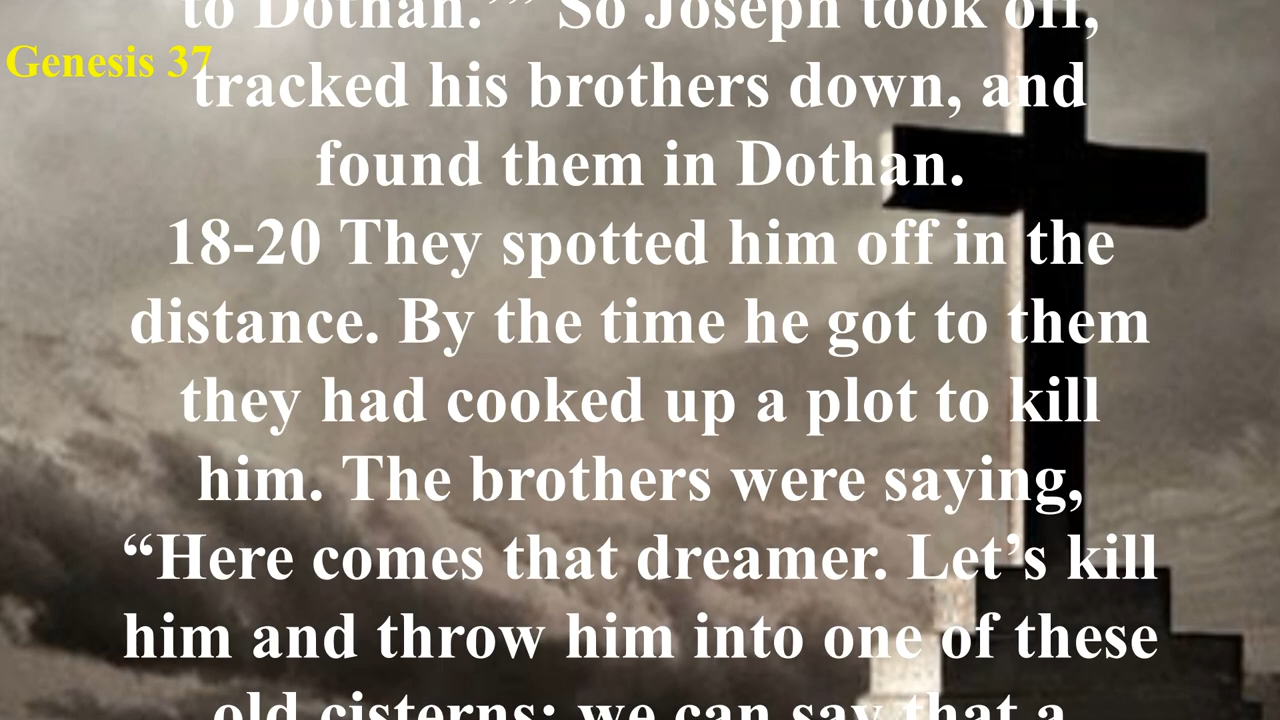 to Dothan.’” So Joseph took off,
Genesis 37
tracked his brothers down, and
found them in Dothan.
18-20 They spotted him off in the
distance. By the time he got to them
they had cooked up a plot to kill
him. The brothers were saying,
“Here comes that dreamer. Let’s kill
him and throw him into one of these
old cisterns; we can say that a